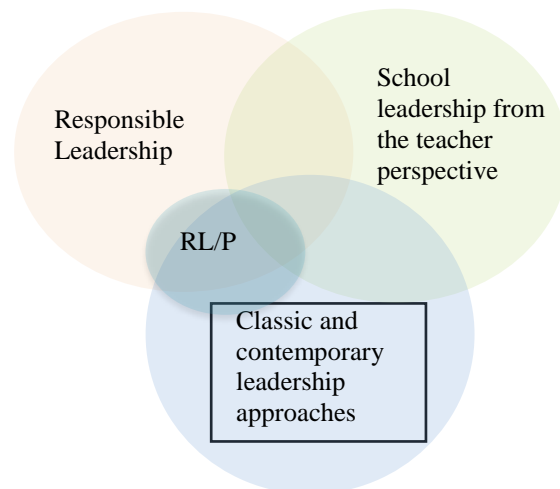 Responsible
Leadership
School
leadership from
the teacher
perspective
RL/P
Classic and
contemporary
leadership
approaches